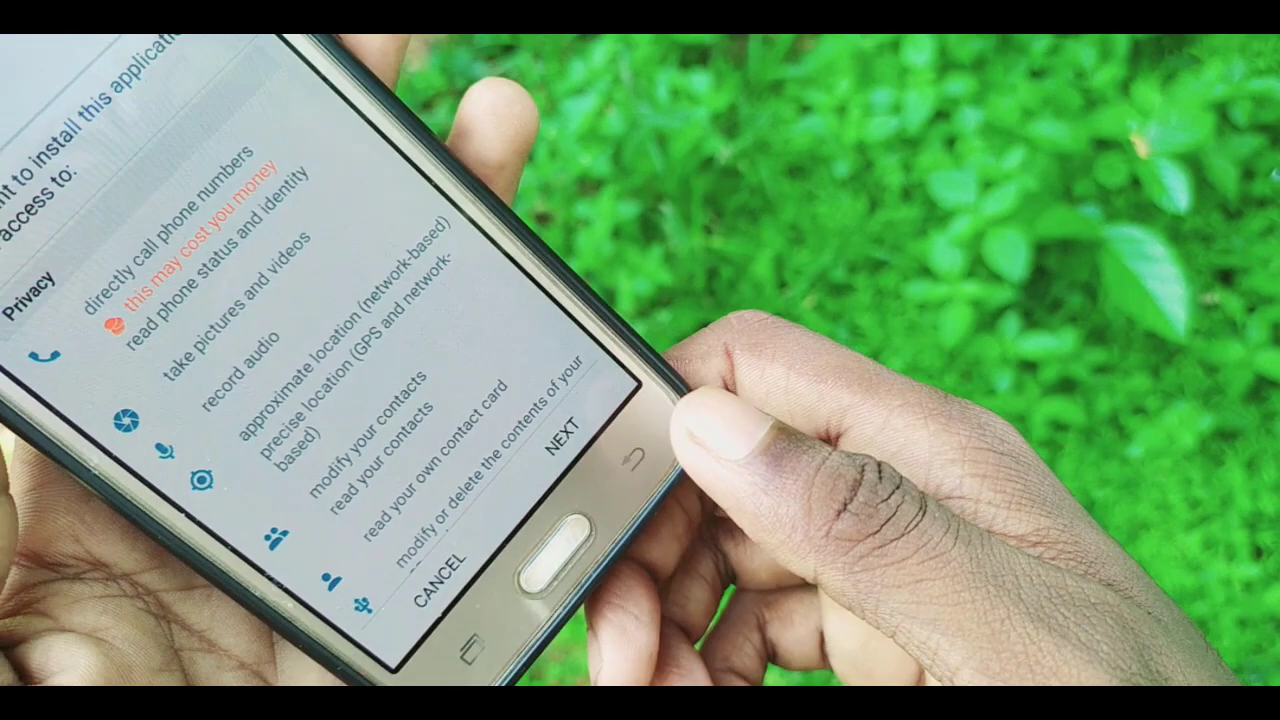 nt to install this applicatio
access to:
Privacy
directly call phone numbers
this may cost you money
read phone status and identity
take pictures and videos
record audio
approximate location (network-based)
precise location (GPS and network-
based)
modify your contacts
read your contacts
read your own contact card
modify or delete the contents of your
CANCEL NEXT